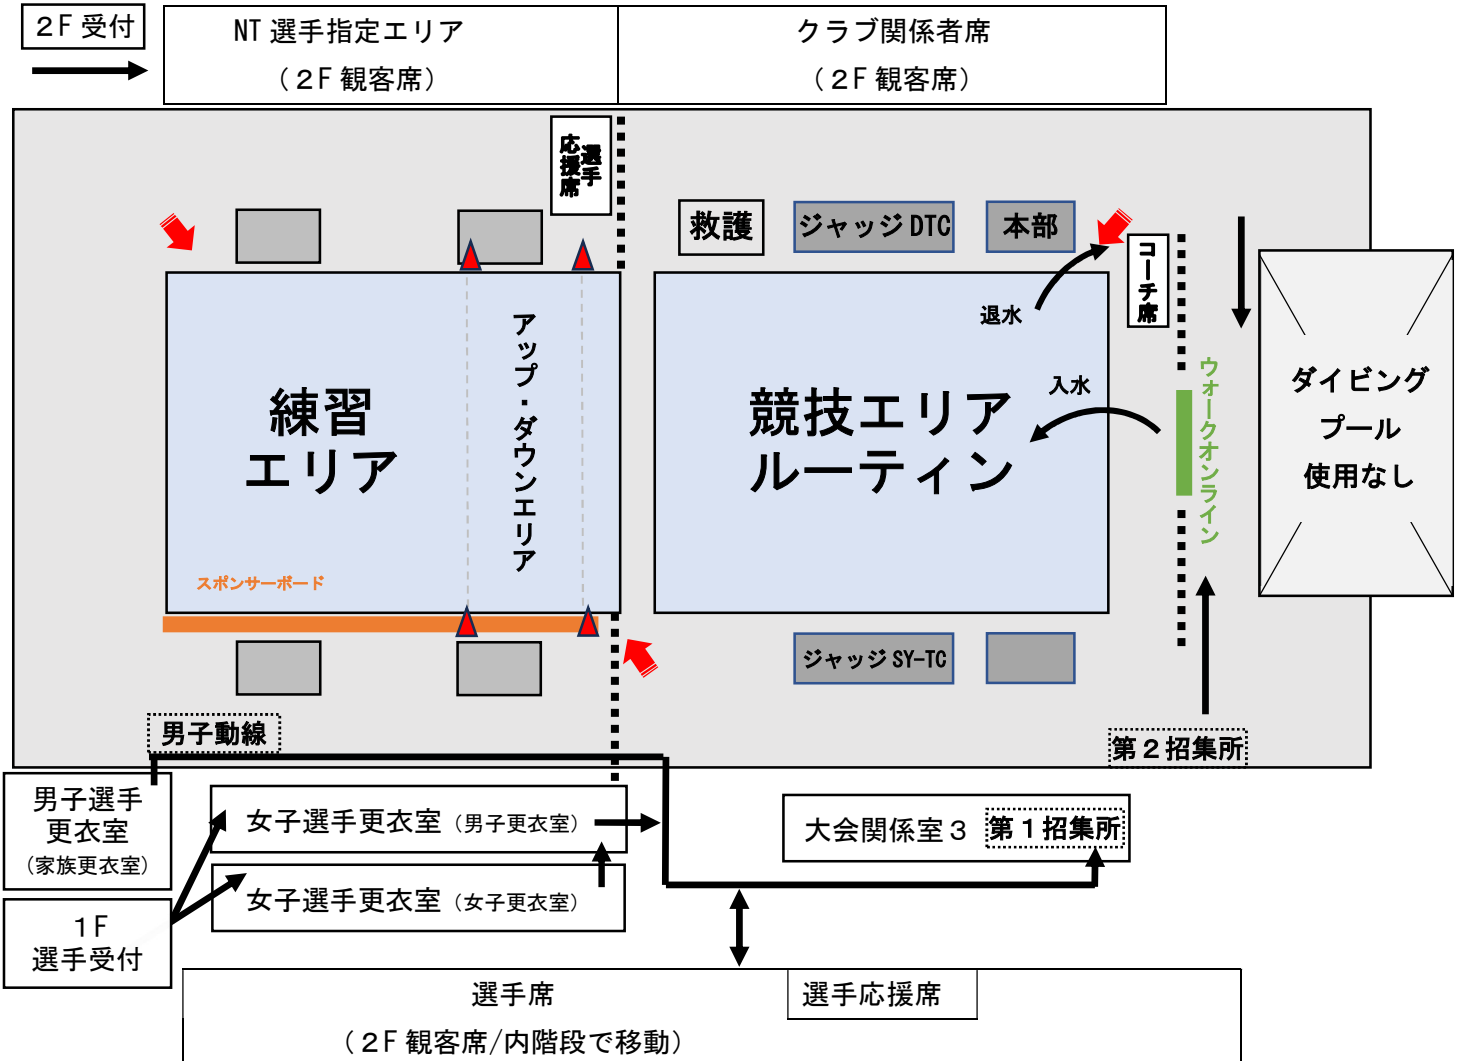 ２F 受付
NT 選手指定エリア
（２F 観客席）
クラブ関係者席
（２F 観客席）
選手
応援席
救護
ジャッジ DTC
本部
コーチ席
退水
入水
アップ・ダウンエリア
練習
エリア
競技エリア
ルーティン
ウォークオンライン
ダイビング
プール
使用なし
スポンサーボード
ジャッジ SY-TC
男子動線
第２招集所
男子選手
更衣室
（家族更衣室）
女子選手更衣室（男子更衣室）
大会関係室３
第１招集所
女子選手更衣室（女子更衣室）
１F
選手受付
選手席
（２F 観客席/内階段で移動）
選手応援席